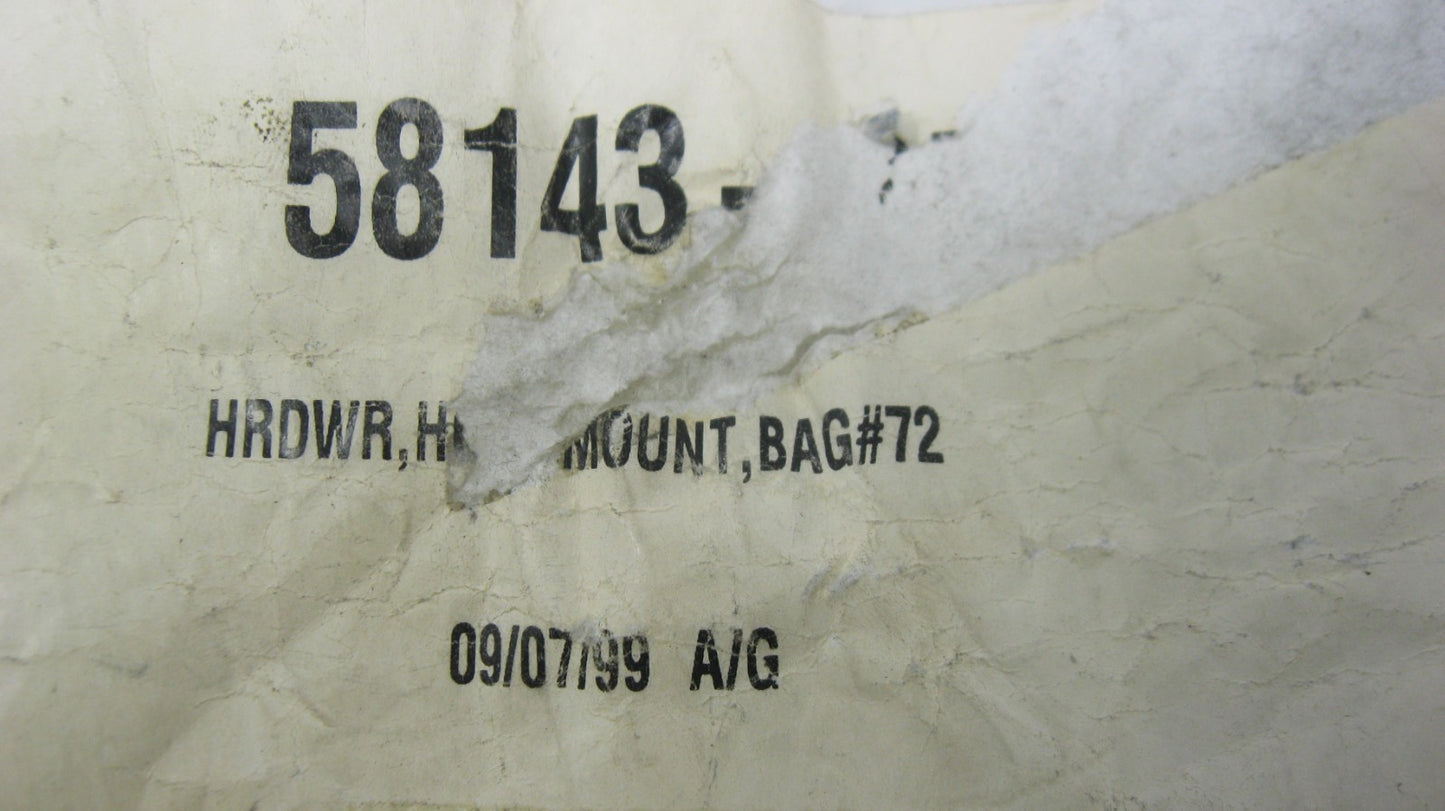 58143-
HRDWR, MOUNT,BAG#72
09/07/99 A/G